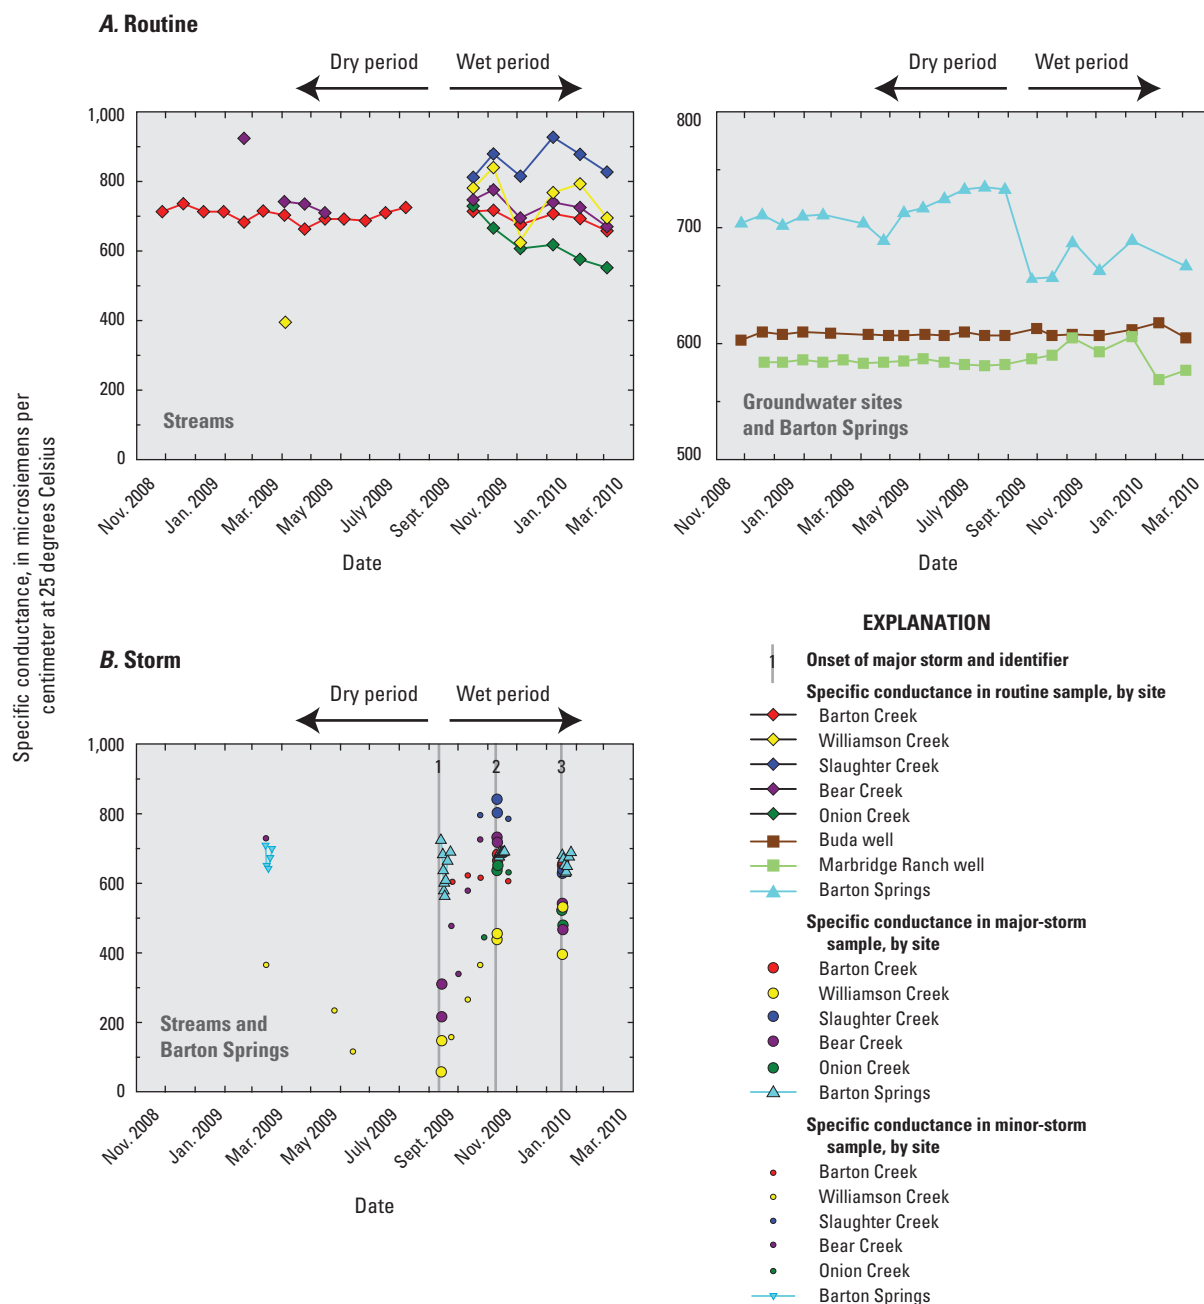 A. Routine
Dry period
Wet period
1,000
800
600
400
200
0
Streams
Nov. 2008
Jan. 2009
Mar. 2009
May 2009
July 2009
Sept. 2009
Nov. 2009
Jan. 2010
Mar. 2010
Date
Dry period
Wet period
800
700
600
500
Groundwater sites
and Barton Springs
Nov. 2008
Jan. 2009
Mar. 2009
May 2009
July 2009
Sept. 2009
Nov. 2009
Jan. 2010
Mar. 2010
Date
Specific conductance, in microsiemens per
centimeter at 25 degrees Celsius
B. Storm
Dry period
Wet period
1,000
800
600
400
200
0
1
2
3
Streams and
Barton Springs
Nov. 2008
Jan. 2009
Mar. 2009
May 2009
July 2009
Sept. 2009
Nov. 2009
Jan. 2010
Mar. 2010
Date
EXPLANATION
1 Onset of major storm and identifier
Specific conductance in routine sample, by site
Barton Creek
Williamson Creek
Slaughter Creek
Bear Creek
Onion Creek
Buda well
Marbridge Ranch well
Barton Springs
Specific conductance in major-storm
sample, by site
Barton Creek
Williamson Creek
Slaughter Creek
Bear Creek
Onion Creek
Barton Springs
Specific conductance in minor-storm
sample, by site
Barton Creek
Williamson Creek
Slaughter Creek
Bear Creek
Onion Creek
Barton Springs